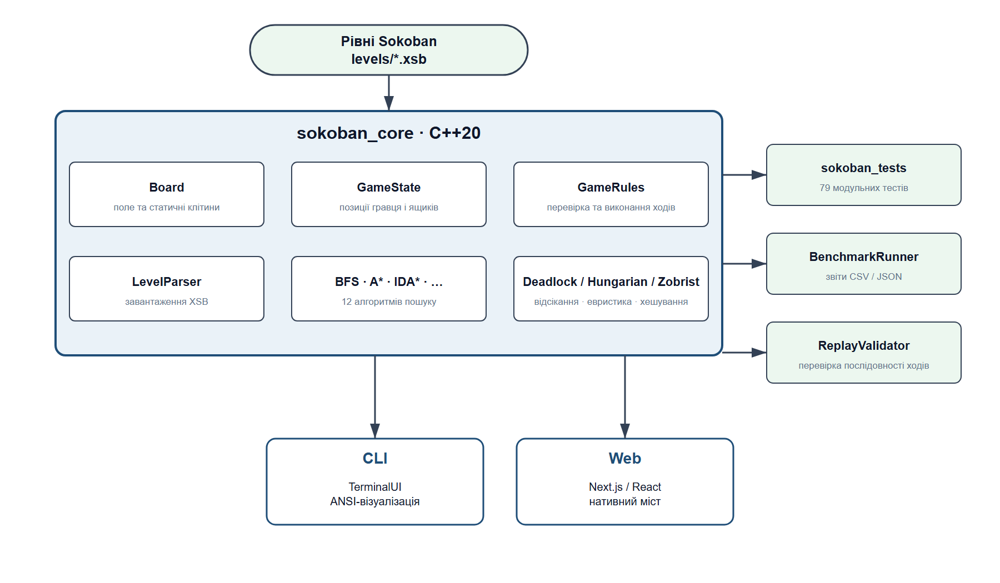 Рівні Sokoban
levels/*.xsb
sokoban_core · C++20
Board
поле та статичні клітини
GameState
позиції гравця і ящиків
GameRules
перевірка та виконання ходів
LevelParser
завантаження XSB
BFS · A* · IDA* · …
12 алгоритмів пошуку
Deadlock / Hungarian / Zobrist
відсікання · евристика · хешування
sokoban_tests
79 модульних тестів
BenchmarkRunner
звіти CSV / JSON
ReplayValidator
перевірка послідовності ходів
CLI
TerminalUI
ANSI-візуалізація
Web
Next.js / React
нативний міст